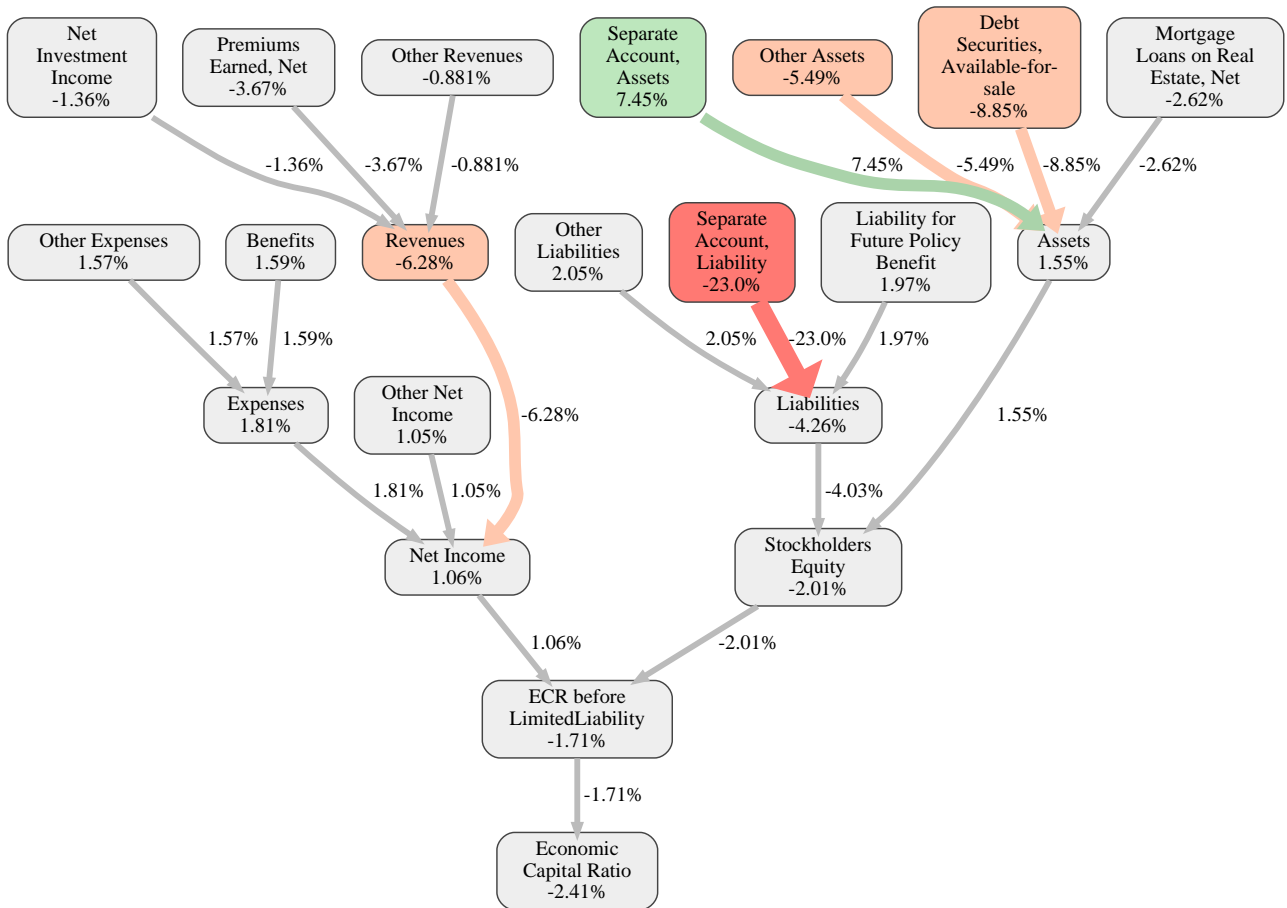 Net
Investment
Income
-1.36%
Premiums
Earned, Net
-3.67%
Other Revenues
-0.881%
Separate
Account,
Assets
7.45%
Other Assets
-5.49%
Debt
Securities,
Available-for-
sale
-8.85%
Mortgage
Loans on Real
Estate, Net
-2.62%
-1.36%
-3.67%
-0.881%
7.45%
-5.49%
-8.85%
-2.62%
Other Expenses
1.57%
Benefits
1.59%
Revenues
-6.28%
Other
Liabilities
2.05%
Separate
Account,
Liability
-23.0%
Liability for
Future Policy
Benefit
1.97%
Assets
1.55%
1.57%
1.59%
2.05%
-23.0%
1.97%
Expenses
1.81%
Other Net
Income
1.05%
-6.28%
Liabilities
-4.26%
1.55%
1.81%
1.05%
-4.03%
Net Income
1.06%
Stockholders
Equity
-2.01%
1.06%
-2.01%
ECR before
LimitedLiability
-1.71%
-1.71%
Economic
Capital Ratio
-2.41%